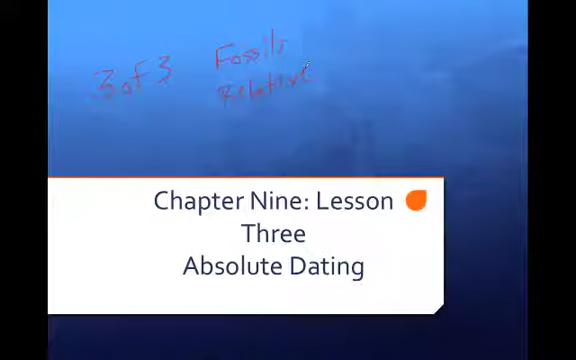 3 of 3
Fossils
Relative
Chapter Nine: Lesson
Three
Absolute Dating